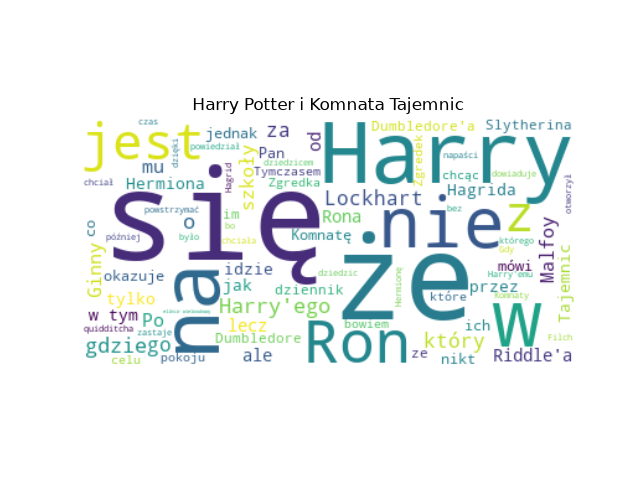 Harry Potter i Komnata Tajemnic
czas
jest
jednak
za
od
Harry
Dumbledore'a
Slytherina
dzięki
powiedział
mu
Pan
dziedzicem
Zgredek
napaści
chciał
Hermiona
Hagrid
szkoły
Tymczasem
Zgredka
chcąc
dowiaduje
Hagrida
otworzył
się
Lockhart
powstrzymać
o
im
Rona
nie
bez
z
co
bo
było
później
chciała
Komnatę
że
którego
Gdy
Malfoy
Ginny
okazuje
na
idzie
dziedzic
Hermionę
mówi
Harry'emu
Tajemnic
jak
dziennik
które
przez
Komnaty
tylko
Harry'ego
w tym
Po
lecz
bowiem
ich
w
quidditcha
zastaje
gdziego
Dumbledore
Ron
który
Filch
celu
pokoju
ale
ze
nikt
Riddle'a